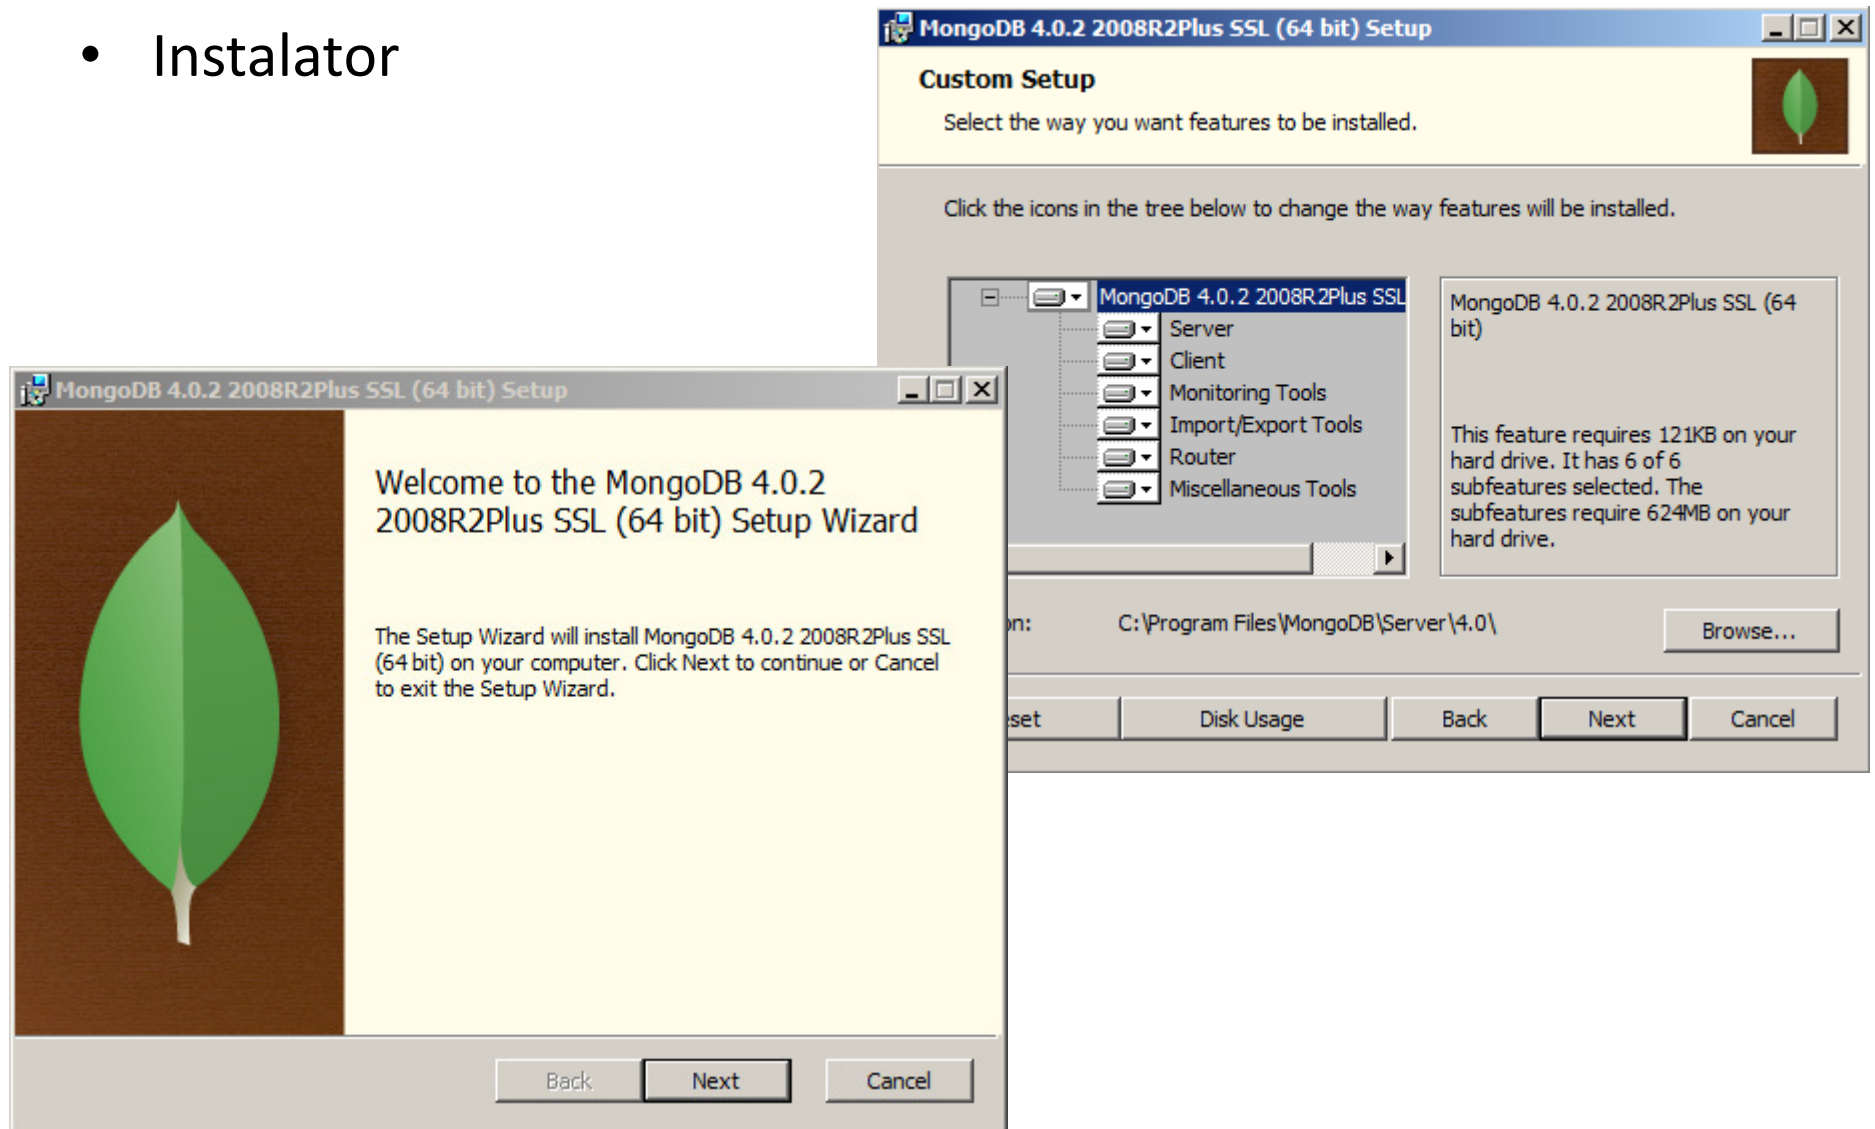 • Instalator
MongoDB 4.0.2 2008R2Plus SSL (64 bit) Setup
Custom Setup
Select the way you want features to be installed.
Click the icons in the tree below to change the way features will be installed.
MongoDB 4.0.2 2008R2Plus SSL
Server
Client
Monitoring Tools
Import/Export Tools
Router
Miscellaneous Tools
MongoDB 4.0.2 2008R2Plus SSL (64
bit)
This feature requires 121KB on your
hard drive. It has 6 of 6
subfeatures selected. The
subfeatures require 624MB on your
hard drive.
C:\Program Files\MongoDB\Server\4.0\
Browse...
Disk Usage
Back
Next
Cancel
MongoDB 4.0.2 2008R2Plus SSL (64 bit) Setup
Welcome to the MongoDB 4.0.2
2008R2Plus SSL (64 bit) Setup Wizard
The Setup Wizard will install MongoDB 4.0.2 2008R2Plus SSL
(64 bit) on your computer. Click Next to continue or Cancel
to exit the Setup Wizard.
Back
Next
Cancel